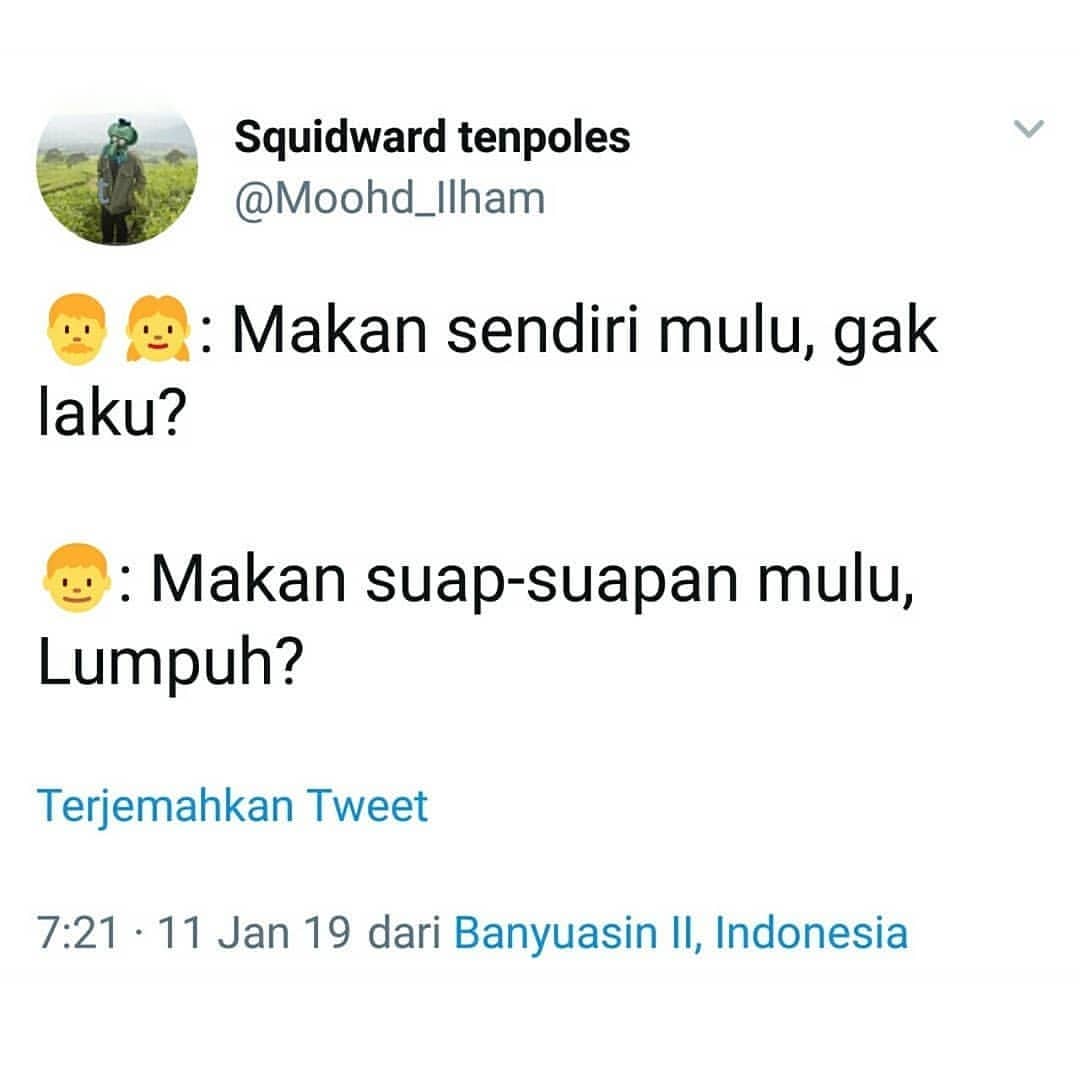 Squidward tenpoles
@Moohd_Ilham
👨👧: Makan sendiri mulu, gak
laku?
👦: Makan suap-suapan mulu,
Lumpuh?
Terjemahkan Tweet
7:21 · 11 Jan 19 dari Banyuasin II, Indonesia